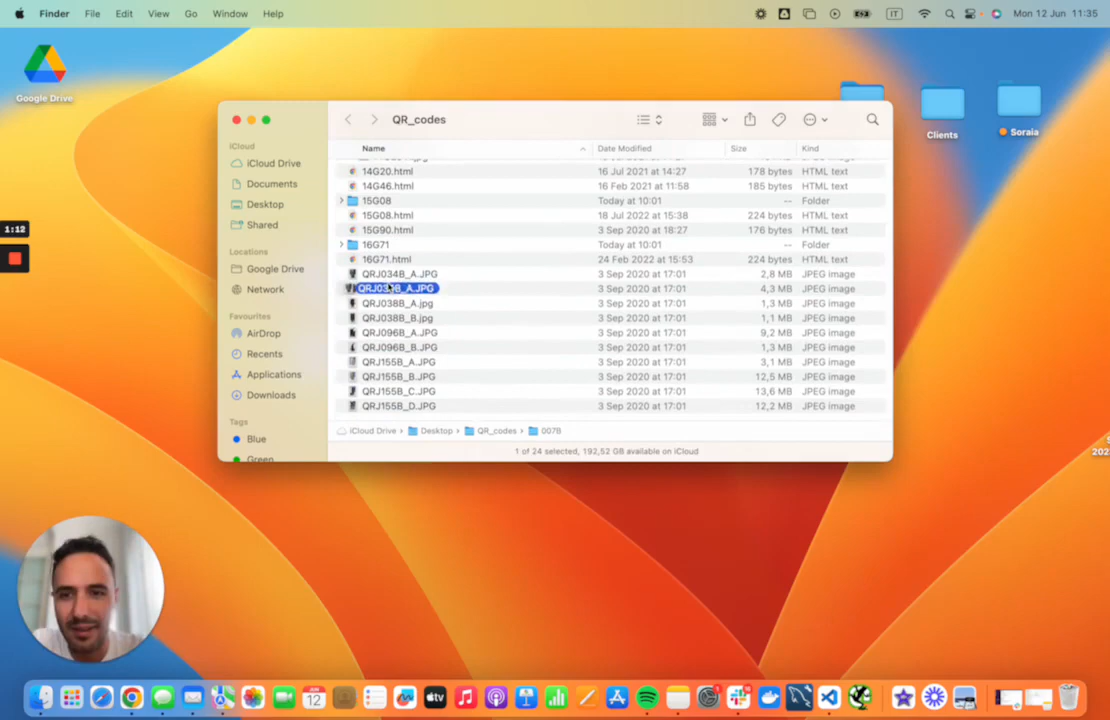 Finder File Edit View Go Window Help
IT
Mon 12 Jun 11:35
Google Drive
Clients
Soraia
QR_codes
Name Date Modified Size Kind
iCloud
iCloud Drive
Documents
Desktop
Shared
Locations
Google Drive
Network
Favourites
AirDrop
Recents
Applications
Downloads
Tags
Blue
Green
14G20.html 16 Jul 2021 at 14:27 178 bytes HTML text
14G46.html 16 Feb 2021 at 11:58 185 bytes HTML text
15G08 Today at 10:01 -- Folder
15G08.html 18 Jul 2022 at 15:38 224 bytes HTML text
15G90.html 3 Sep 2020 at 18:27 176 bytes HTML text
16G71 Today at 10:01 -- Folder
16G71.html 24 Feb 2022 at 15:53 224 bytes HTML text
QRJ034B_A.JPG 3 Sep 2020 at 17:01 2,8 MB JPEG image
3 Sep 2020 at 17:01 4,3 MB JPEG image
QRJ038B_A.jpg 3 Sep 2020 at 17:01 1,3 MB JPEG image
QRJ038B_B.jpg 3 Sep 2020 at 17:01 1,1 MB JPEG image
QRJ096B_A.JPG 3 Sep 2020 at 17:01 9,2 MB JPEG image
QRJ096B_B.JPG 3 Sep 2020 at 17:01 1,3 MB JPEG image
QRJ155B_A.JPG 3 Sep 2020 at 17:01 3,1 MB JPEG image
QRJ155B_B.JPG 3 Sep 2020 at 17:01 12,5 MB JPEG image
QRJ155B_C.JPG 3 Sep 2020 at 17:01 13,6 MB JPEG image
QRJ155B_D.JPG 3 Sep 2020 at 17:01 12,2 MB JPEG image
iCloud Drive › Desktop › QR_codes › 007B
1 of 24 selected, 192,52 GB available on iCloud
1:12
JUN
12
tv